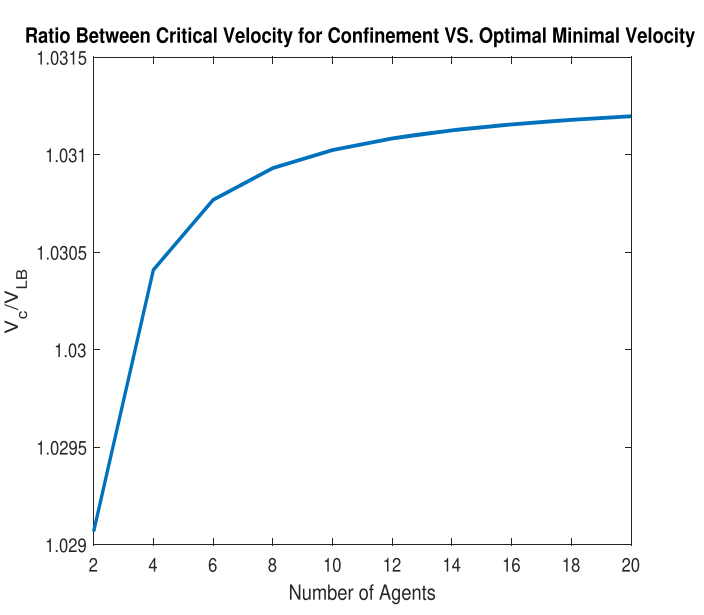 Ratio Between Critical Velocity for Confinement VS. Optimal Minimal Velocity
1.0315
1.031
1.0305
1.03
1.0295
1.029
V_c/V_LB
2 4 6 8 10 12 14 16 18 20
Number of Agents